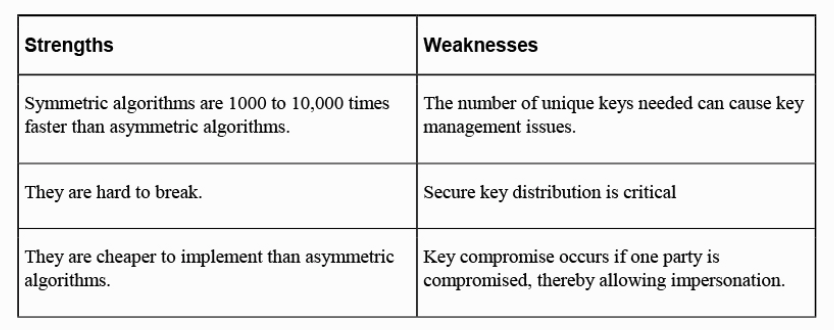 Strengths
Weaknesses
Symmetric algorithms are 1000 to 10,000 times
faster than asymmetric algorithms.
The number of unique keys needed can cause key
management issues.
They are hard to break.
Secure key distribution is critical
They are cheaper to implement than asymmetric
algorithms.
Key compromise occurs if one party is
compromised, thereby allowing impersonation.